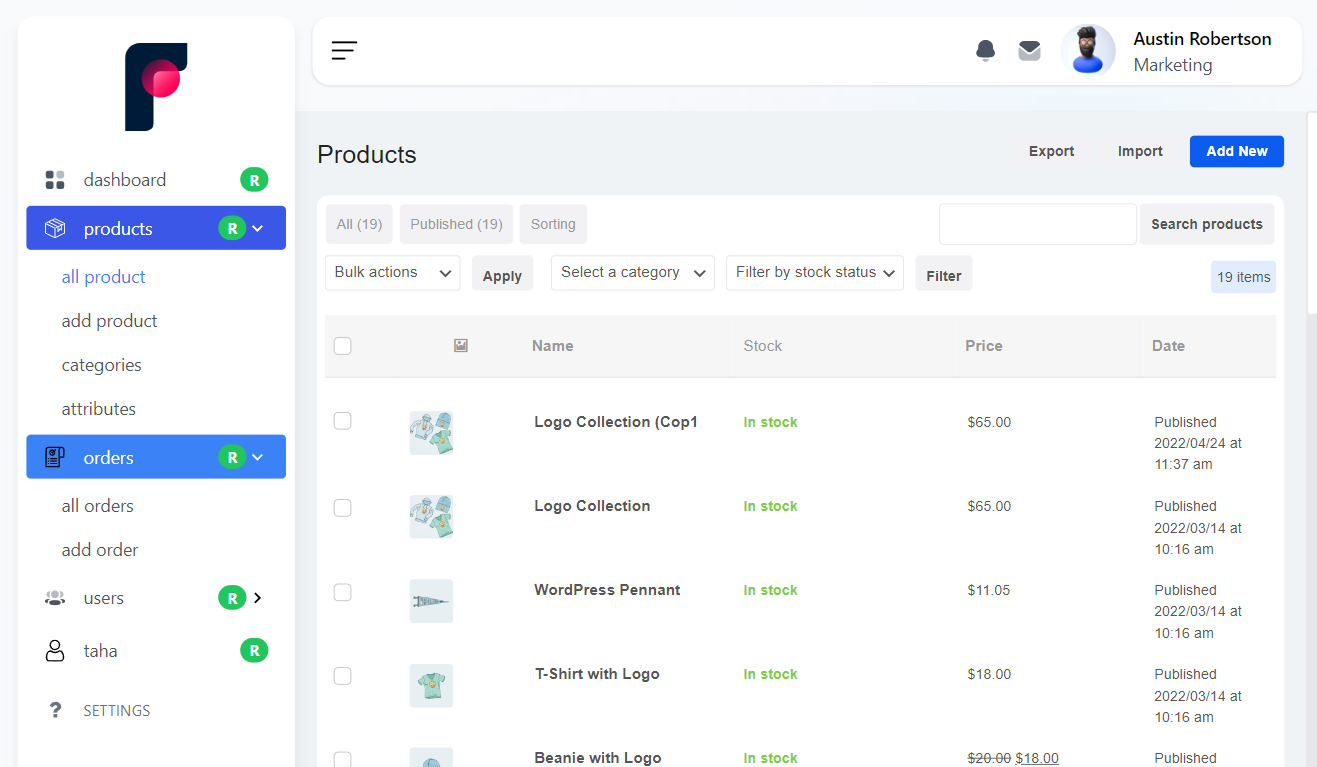 Austin Robertson
Marketing
dashboard R
products R
all product
add product
categories
attributes
orders R
all orders
add order
users R
taha R
? SETTINGS
Products
Export Import Add New
All (19) Published (19) Sorting Search products
Bulk actions Apply Select a category Filter by stock status Filter 19 items
Name Stock Price Date
Logo Collection (Cop1 In stock $65.00 Published
2022/04/24 at
11:37 am
Logo Collection In stock $65.00 Published
2022/03/14 at
10:16 am
WordPress Pennant In stock $11.05 Published
2022/03/14 at
10:16 am
T-Shirt with Logo In stock $18.00 Published
2022/03/14 at
10:16 am
Beanie with Logo In stock $20.00 $18.00 Published